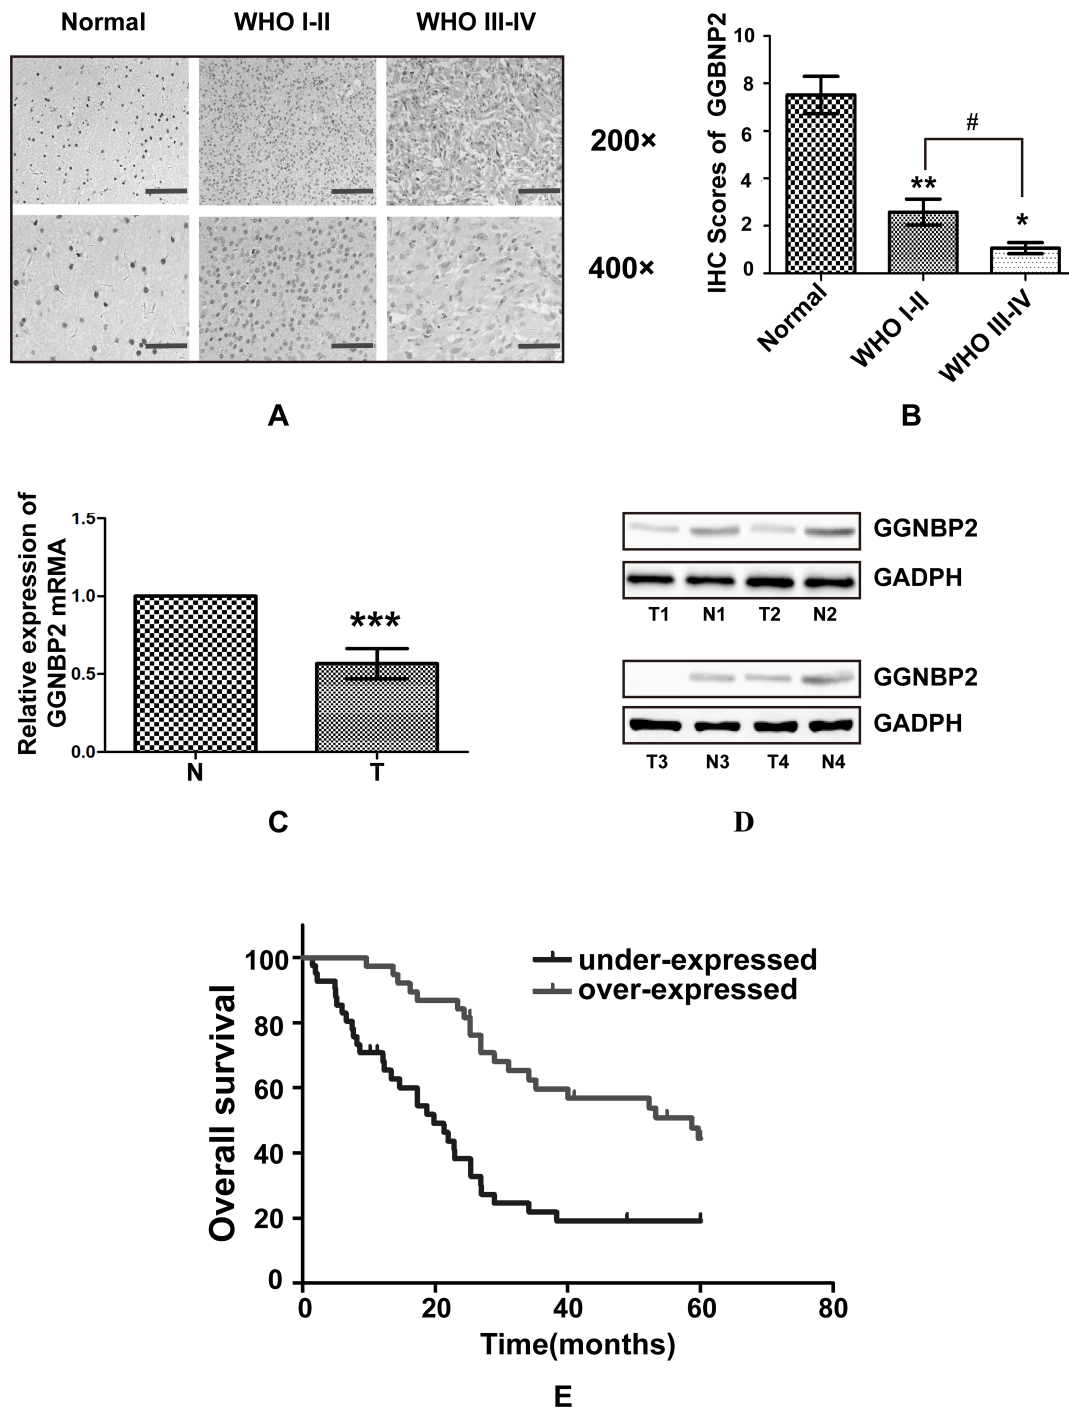 Normal WHO I-II WHO III-IV
200×
400×
A
IHC Scores of GGBNP2
10
8
6
4
2
0
#
**
*
Normal
WHO I-II
WHO III-IV
B
Relative expression of
GGNBP2 mRMA
1.5
1.0
0.5
0.0
***
N T
C
GGNBP2
GADPH
T1 N1 T2 N2
GGNBP2
GADPH
T3 N3 T4 N4
D
Overall survival
100
80
60
40
20
0
under-expressed
over-expressed
0 20 40 60 80
Time(months)
E